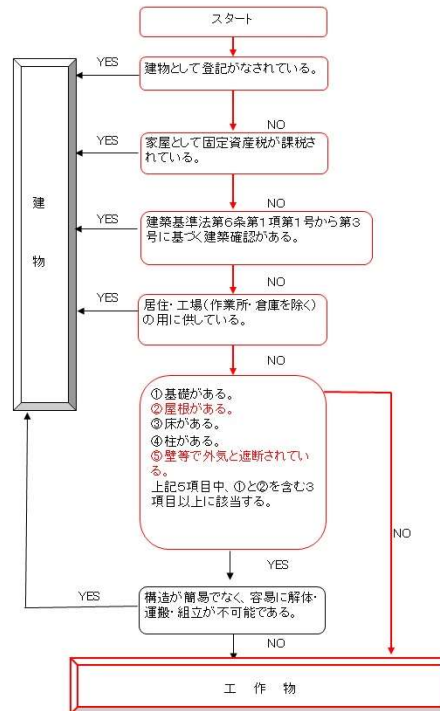 スタート
YES
建物として登記がなされている。
NO
YES
家屋として固定資産税が課税さ
れている。
NO
建
物
YES
建築基準法第6条第1項第1号から第3
号に基づく建築確認がある。
NO
YES
居住・工場(作業所・倉庫を除く)
の用に供している。
NO
①基礎がある。
②屋根がある。
③床がある。
④柱がある。
⑤壁等で外気と遮断されてい
る。
上記5項目中、①と②を含む3
項目以上に該当する。
NO
YES
YES
構造が簡易でなく、容易に解体・
運搬・組立が不可能である。
NO
工 作 物